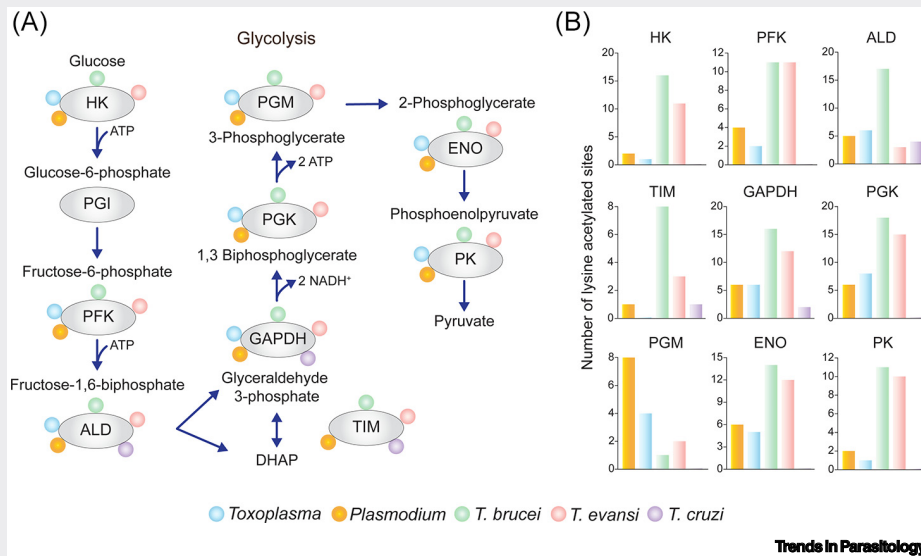 (A)
Glycolysis
Glucose
HK
ATP
Glucose-6-phosphate
PGI
Fructose-6-phosphate
PFK
ATP
Fructose-1,6-biphosphate
ALD
PGM
3-Phosphoglycerate
2 ATP
PGK
1,3 Biphosphoglycerate
2 NADH⁺
GAPDH
Glyceraldehyde
3-phosphate
TIM
DHAP
2-Phosphoglycerate
ENO
Phosphoenolpyruvate
PK
Pyruvate
(B)
Number of lysine acetylated sites
HK
20
15
10
5
0
PFK
12
8
4
0
ALD
20
15
10
5
0
TIM
8
6
4
2
0
GAPDH
20
15
10
5
0
PGK
20
15
10
5
0
PGM
8
6
4
2
0
ENO
15
12
9
6
3
0
PK
12
10
8
6
4
2
0
Toxoplasma Plasmodium T. brucei T. evansi T. cruzi
Trends in Parasitology